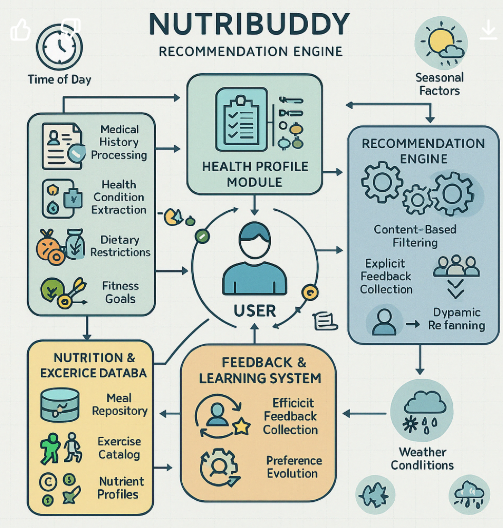 NUTRIBUDDY
RECOMMENDATION ENGINE
Time of Day
Seasonal
Factors
Medical
History
Processing
Health
Condition
Extraction
Dietary
Restrictions
Fitness
Goals
HEALTH PROFILE
MODULE
RECOMMENDATION
ENGINE
Content-Based
Filtering
Explicit
Feedback
Collection
Dypamic
Re fanning
USER
NUTRITION &
EXCERICE DATABA
Meal
Repository
Exercise
Catalog
Nutrient
Profiles
FEEDBACK &
LEARNING SYSTEM
Efficicit
Feedback
Collection
Preference
Evolution
Weather
Conditions